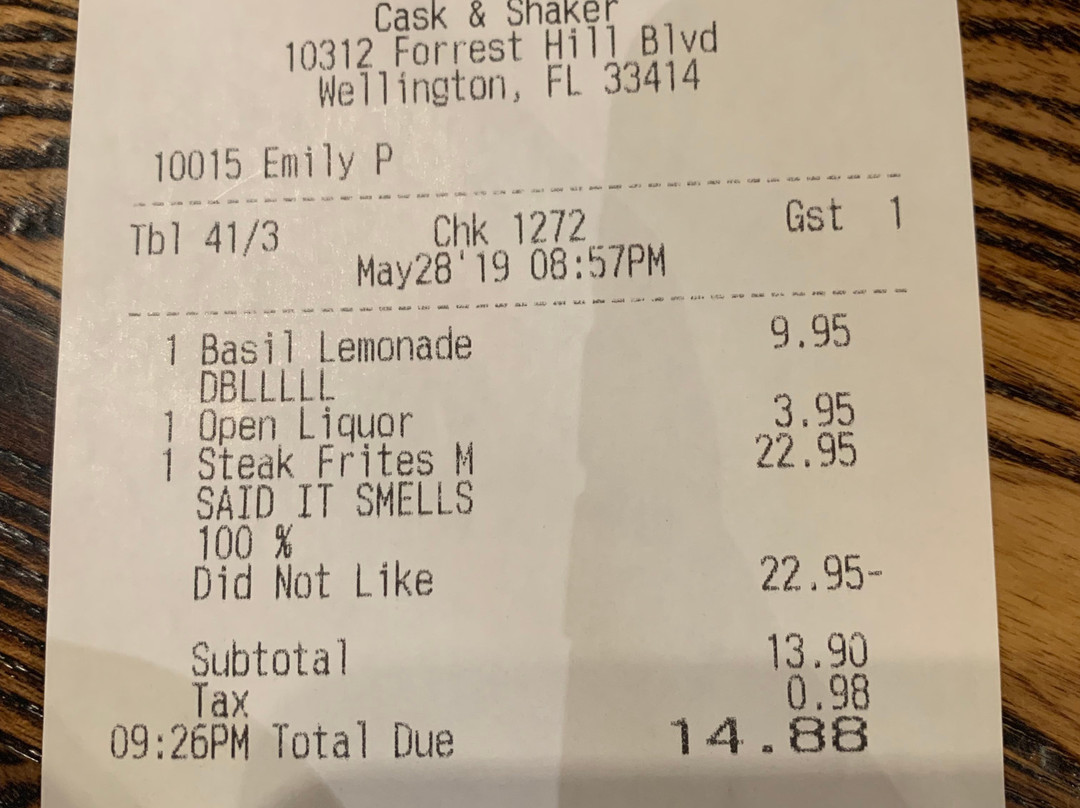 Cask & Shaker
10312 Forrest Hill Blvd
Wellington, FL 33414
10015 Emily P
Tbl 41/3 Chk 1272 Gst 1
May28'19 08:57PM
1 Basil Lemonade 9.95
DBLLLLL
1 Open Liquor 3.95
1 Steak Frites M 22.95
SAID IT SMELLS
100 %
Did Not Like 22.95-
Subtotal 13.90
Tax 0.98
09:26PM Total Due 14.88